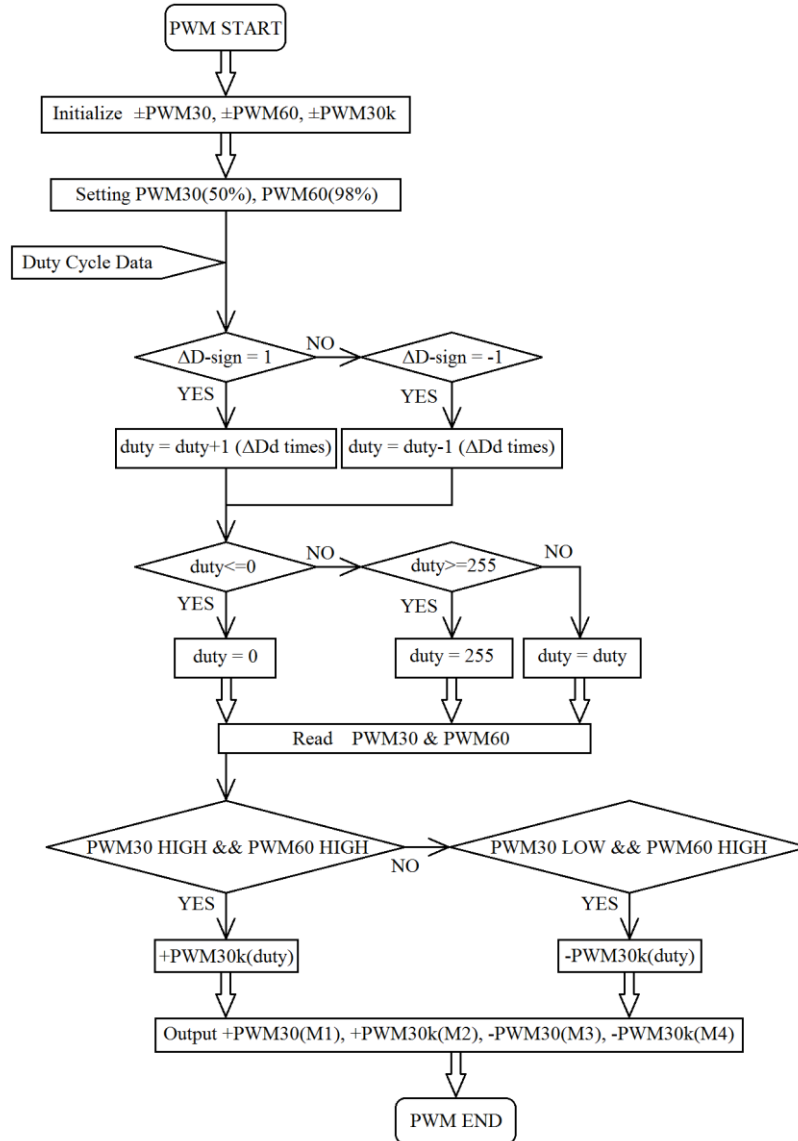 PWM START
Initialize ±PWM30, ±PWM60, ±PWM30k
Setting PWM30(50%), PWM60(98%)
Duty Cycle Data
ΔD-sign = 1
NO
ΔD-sign = -1
YES
YES
duty = duty+1 (ΔDd times)
duty = duty-1 (ΔDd times)
duty<=0
NO
duty>=255
NO
YES
YES
duty = 0
duty = 255
duty = duty
Read PWM30 & PWM60
PWM30 HIGH && PWM60 HIGH
NO
PWM30 LOW && PWM60 HIGH
YES
YES
+PWM30k(duty)
-PWM30k(duty)
Output +PWM30(M1), +PWM30k(M2), -PWM30(M3), -PWM30k(M4)
PWM END